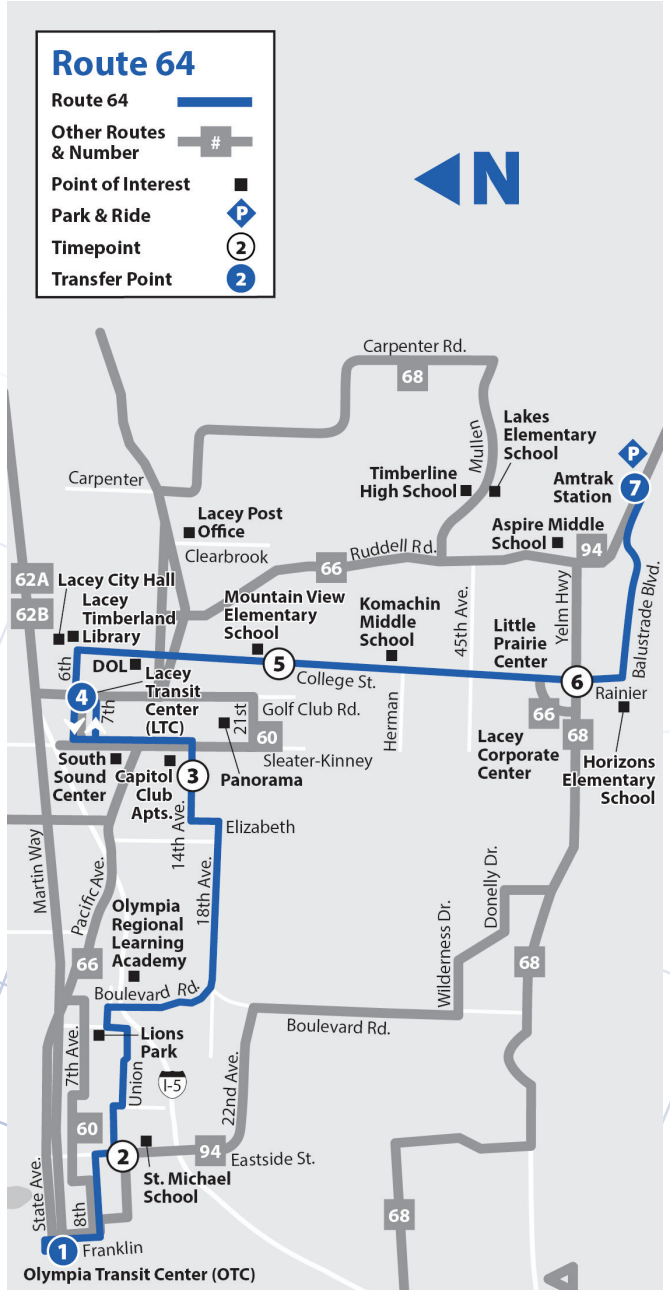 Route 64
Route 64
Other Routes
& Number
#
Point of Interest
Park & Ride
P
Timepoint
2
Transfer Point
2
N
Carpenter Rd.
68
Mullen
Lakes
Elementary
School
Timberline
High School
P
Amtrak
Station
7
Carpenter
Lacey Post
Office
Clearbrook
Aspire Middle
School
94
Ruddell Rd.
66
62A
62B
Lacey City Hall
Lacey
Timberland
Library
Mountain View
Elementary
School
Komachin
Middle
School
45th Ave.
Little
Prairie
Center
Yelm Hwy
Balustrade Blvd.
6th
DOL
5
College St.
6
Rainier
4
7th
Lacey
Transit
Center
(LTC)
21st
Golf Club Rd.
Herman
66
60
68
Sleater-Kinney
Lacey
Corporate
Center
Horizons
Elementary
School
South
Sound
Center
Capitol
Club
Apts.
3
Panorama
14th Ave.
Elizabeth
Martin Way
Pacific Ave.
18th Ave.
Donelly Dr.
Wilderness Dr.
Olympia
Regional
Learning
Academy
66
68
Boulevard Rd.
Boulevard Rd.
Lions
Park
7th Ave.
Union
I-5
22nd Ave.
60
2
94
Eastside St.
St. Michael
School
State Ave.
8th
68
1
Franklin
Olympia Transit Center (OTC)